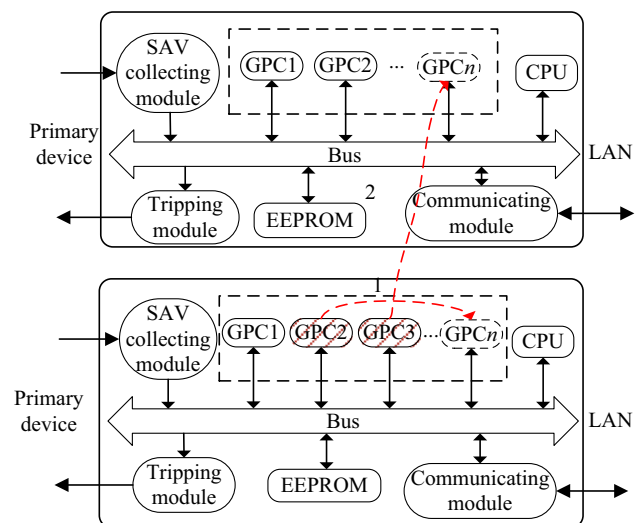 SAV
collecting
module
GPC1 GPC2 ... GPCn CPU
Primary
device
Bus
LAN
Tripping
module
EEPROM
2
Communicating
module
1
SAV
collecting
module
GPC1 GPC2 GPC3 ... GPCn CPU
Primary
device
Bus
LAN
Tripping
module
EEPROM
Communicating
module